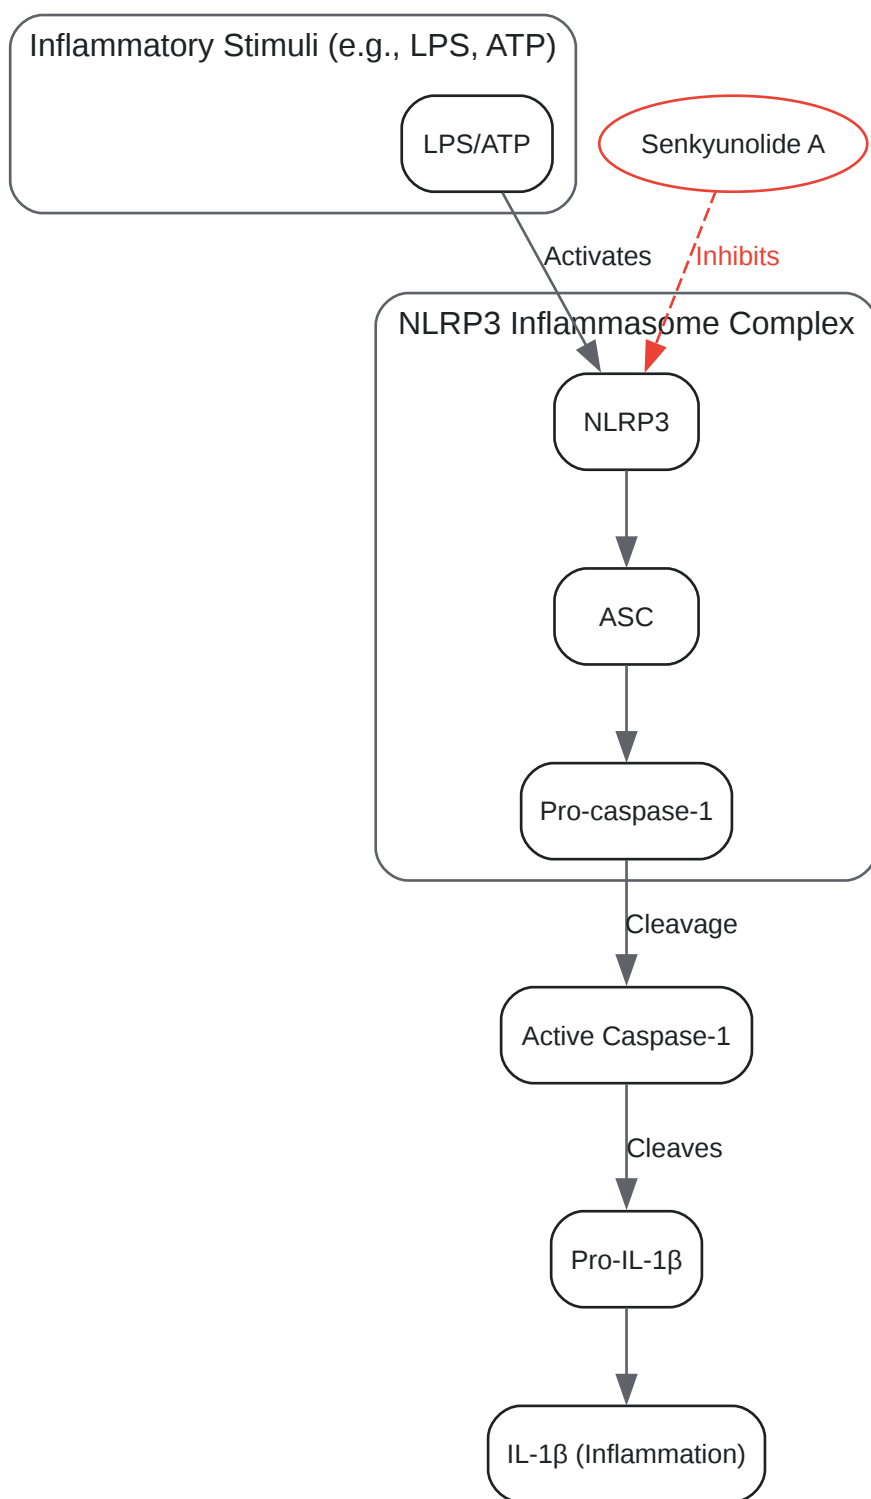 Inflammatory Stimuli (e.g., LPS, ATP)
LPS/ATP
Senkyunolide A
Activates
Inhibits
NLRP3 Inflammasome Complex
NLRP3
ASC
Pro-caspase-1
Cleavage
Active Caspase-1
Cleaves
Pro-IL-1β
IL-1β (Inflammation)